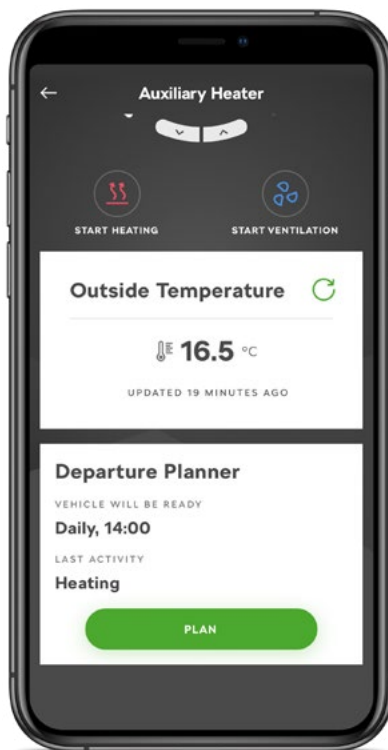 Auxiliary Heater
START HEATING
START VENTILATION
Outside Temperature
16.5 °C
UPDATED 19 MINUTES AGO
Departure Planner
VEHICLE WILL BE READY
Daily, 14:00
LAST ACTIVITY
Heating
PLAN